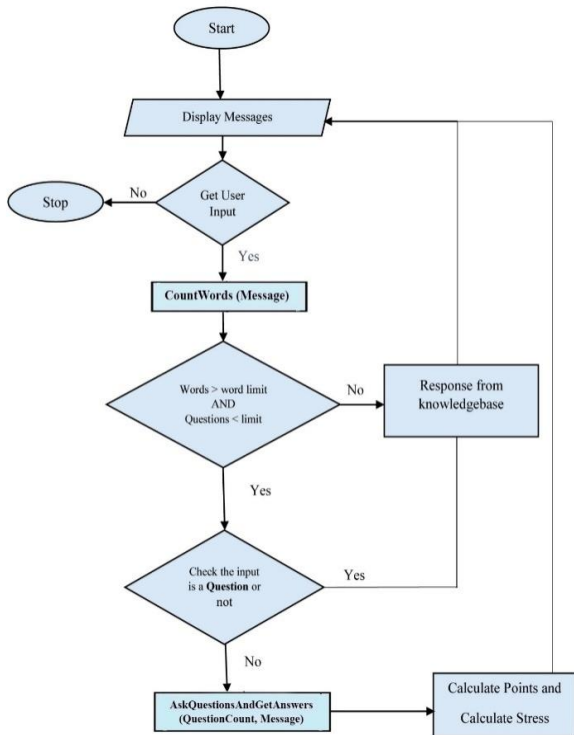 Start
Display Messages
Get User
Input
No
Stop
Yes
CountWords (Message)
Words > word limit
AND
Questions < limit
No
Response from
knowledgebase
Yes
Check the input
is a Question or
not
Yes
No
AskQuestionsAndGetAnswers
(QuestionCount, Message)
Calculate Points and
Calculate Stress